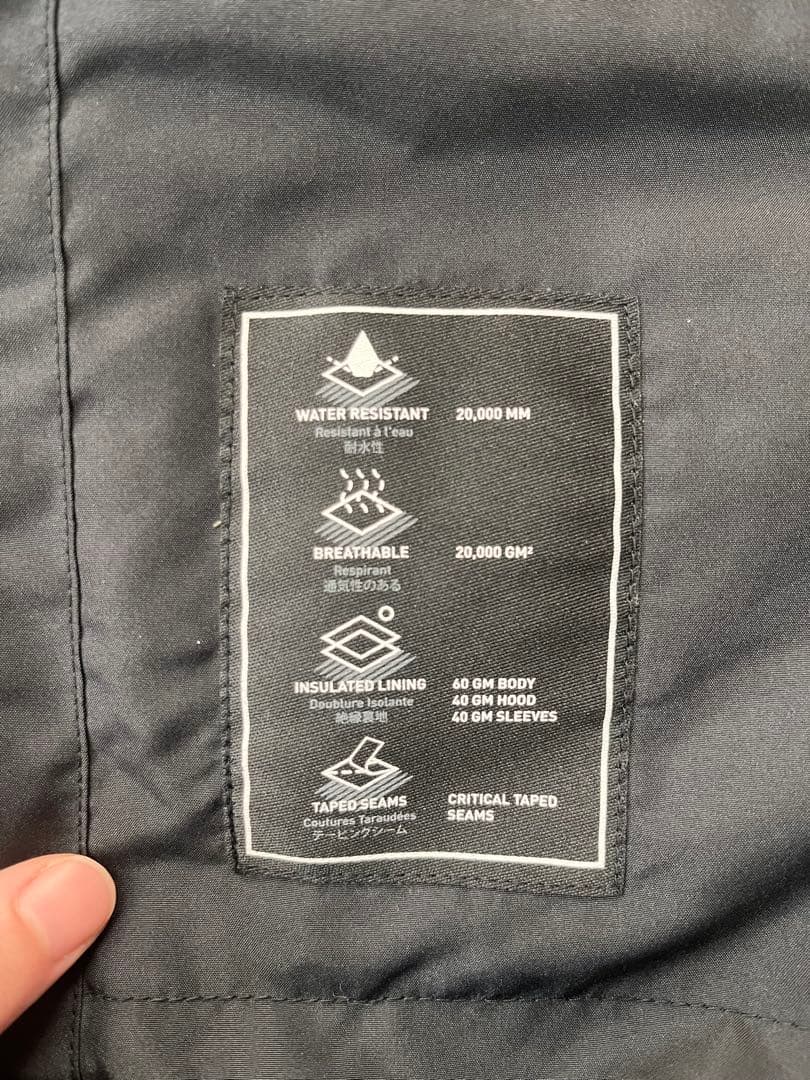 WATER RESISTANT 20,000 MM
Resistant à l'eau
耐水性
BREATHABLE 20,000 GM²
Respirant
通気性のある
INSULATED LINING 60 GM BODY
Doublure Isolante 40 GM HOOD
絶縁裏地 40 GM SLEEVES
TAPED SEAMS CRITICAL TAPED
Coutures Taraudées SEAMS
テーピングシーム